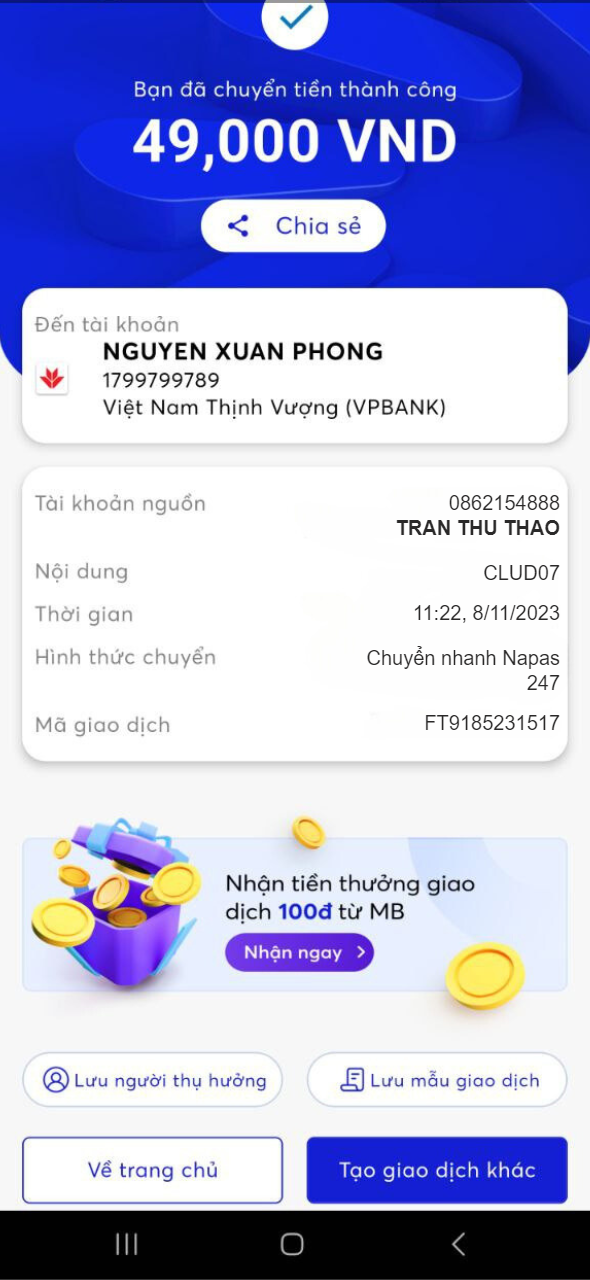 Bạn đã chuyển tiền thành công
49,000 VND
Chia sẻ
Đến tài khoản
NGUYEN XUAN PHONG
1799799789
Việt Nam Thịnh Vượng (VPBANK)
Tài khoản nguồn
0862154888
TRAN THU THAO
Nội dung
CLUD07
Thời gian
11:22, 8/11/2023
Hình thức chuyển
Chuyển nhanh Napas
247
Mã giao dịch
FT9185231517
Nhận tiền thưởng giao
dịch 100đ từ MB
Nhận ngay
Lưu người thụ hưởng
Lưu mẫu giao dịch
Về trang chủ
Tạo giao dịch khác